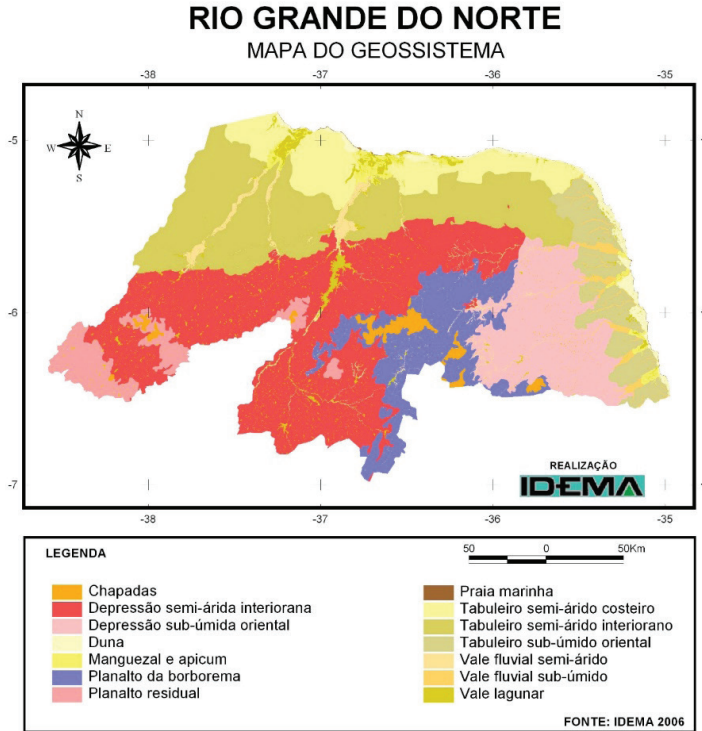 RIO GRANDE DO NORTE
MAPA DO GEOSSISTEMA
-38 -37 -36 -35
N
W E
S
-5 -5
-6 -6
-7 -7
REALIZAÇÃO
IDEMA
-38 -37 -36 -35
LEGENDA
50 0 50Km
Chapadas
Depressão semi-árida interiorana
Depressão sub-úmida oriental
Duna
Manguezal e apicum
Planalto da borborema
Planalto residual
Praia marinha
Tabuleiro semi-árido costeiro
Tabuleiro semi-árido interiorano
Tabuleiro sub-úmido oriental
Vale fluvial semi-árido
Vale fluvial sub-úmido
Vale lagunar
FONTE: IDEMA 2006